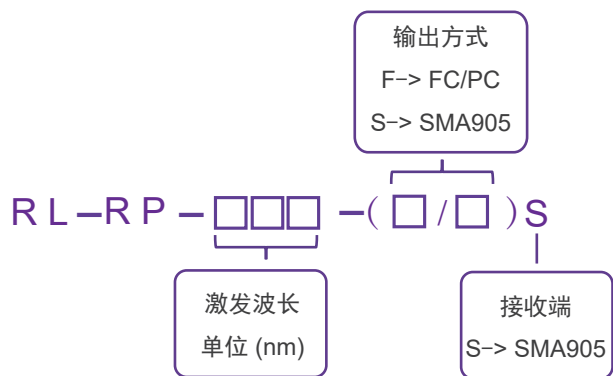 输出方式
F-> FC/PC
S-> SMA905
RL-RP-□□□-(□/□)S
激发波长
单位 (nm)
接收端
S-> SMA905